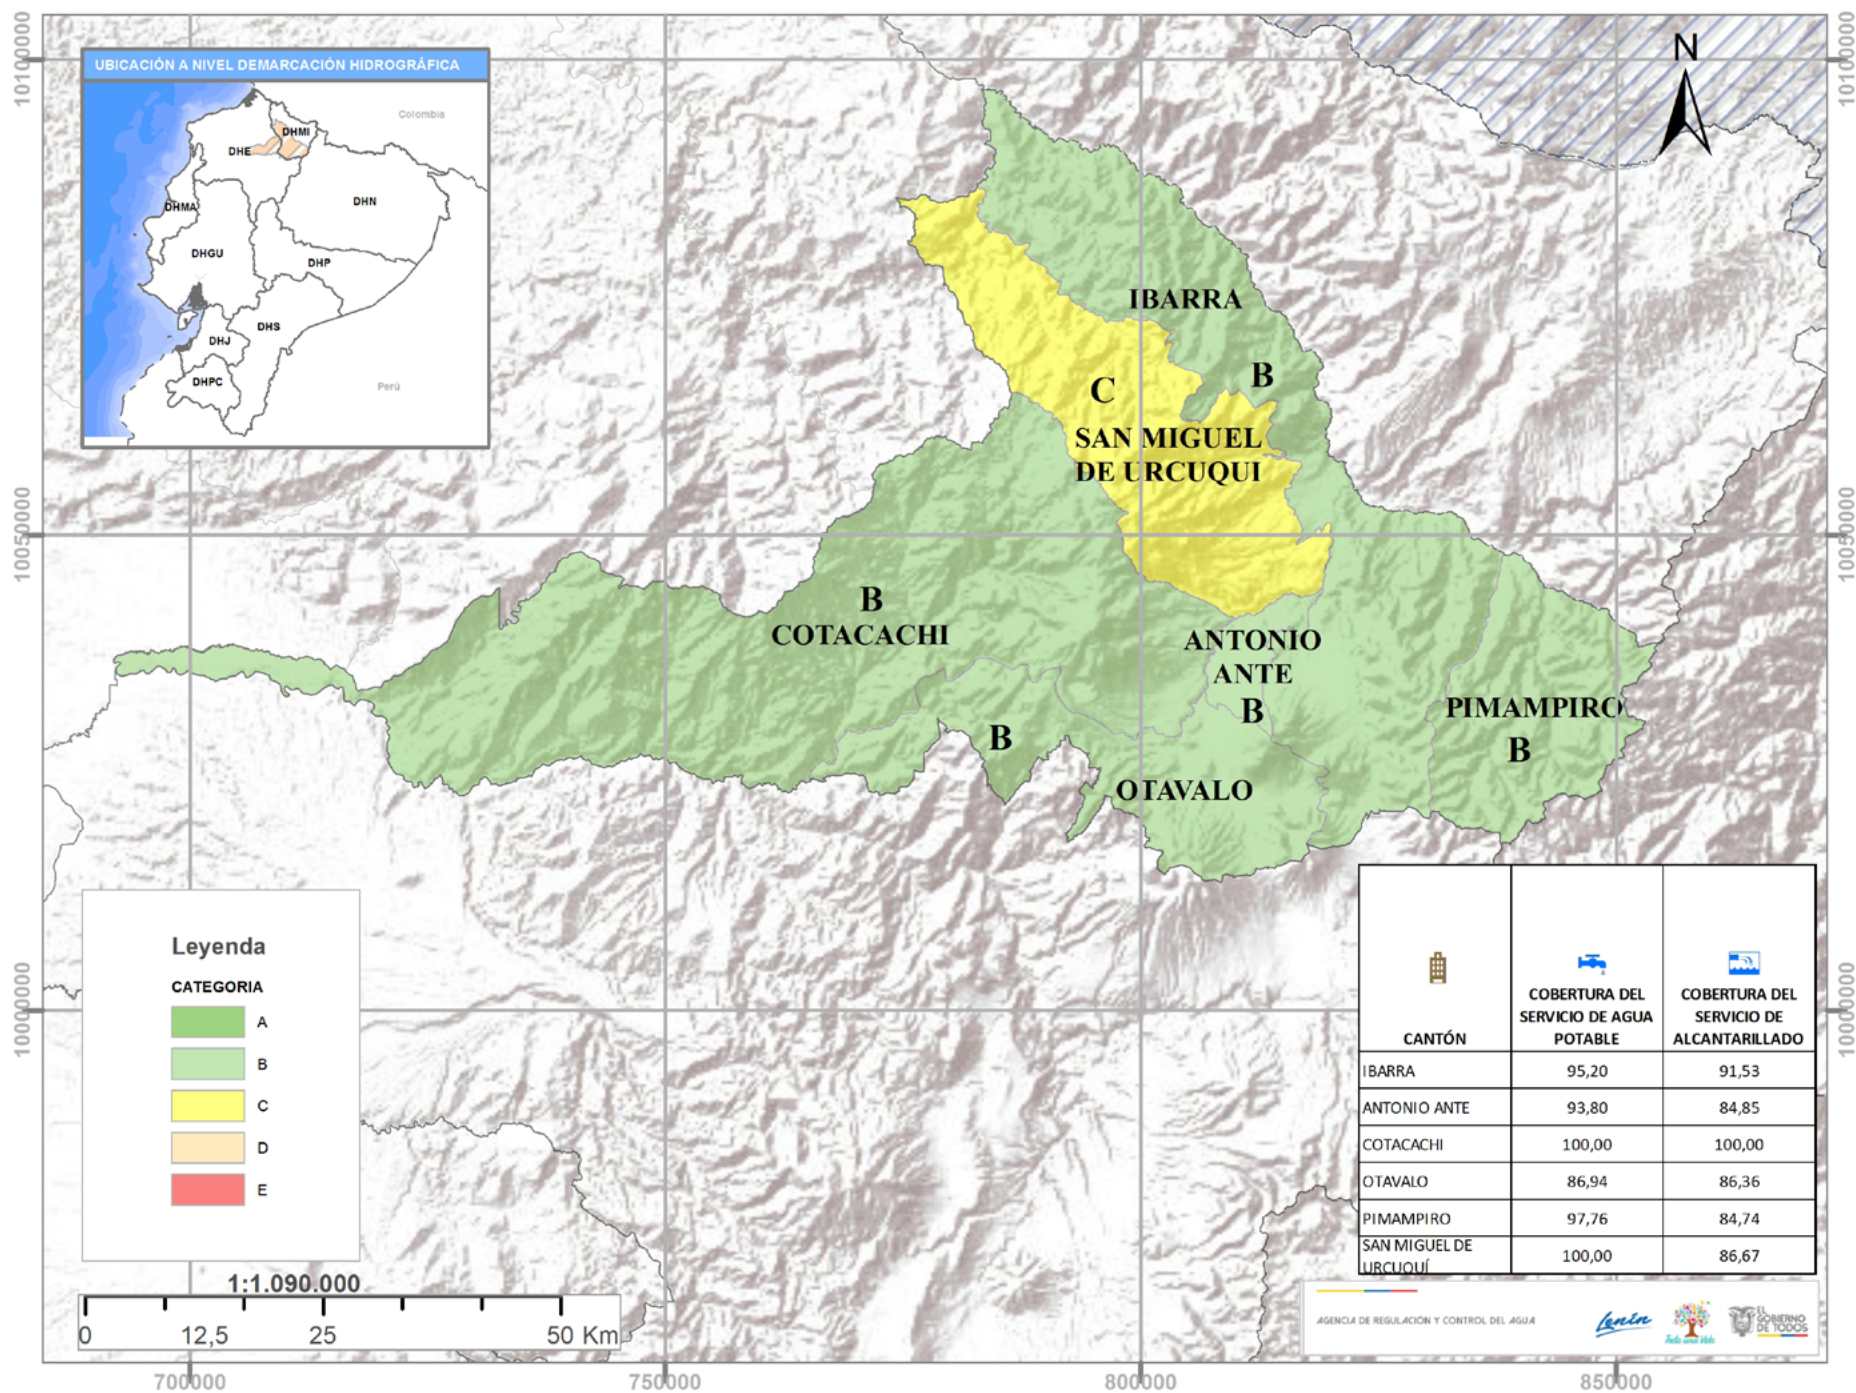 10100000
10100000
N
UBICACIÓN A NIVEL DEMARCACIÓN HIDROGRÁFICA
Colombia
DHMI
DHE
DHN
DHMA
DHGU
DHP
DHS
DHJ
DHPC
Perú
IBARRA
B
C
SAN MIGUEL
DE URCUQUI
10050000
10050000
B
COTACACHI
ANTONIO
ANTE
B
PIMAMPIRO
B
B
OTAVALO
10000000
10000000
Leyenda
CATEGORIA
A
B
C
D
E
1:1.090.000
0 12,5 25 50 Km
CANTÓN
COBERTURA DEL
SERVICIO DE AGUA
POTABLE
COBERTURA DEL
SERVICIO DE
ALCANTARILLADO
IBARRA 95,20 91,53
ANTONIO ANTE 93,80 84,85
COTACACHI 100,00 100,00
OTAVALO 86,94 86,36
PIMAMPIRO 97,76 84,74
SAN MIGUEL DE
URCUQUÍ 100,00 86,67
AGENCIA DE REGULACIÓN Y CONTROL DEL AGUA
Lenín
Toda una Vida
EL
GOBIERNO
DE TODOS
700000 750000 800000 850000